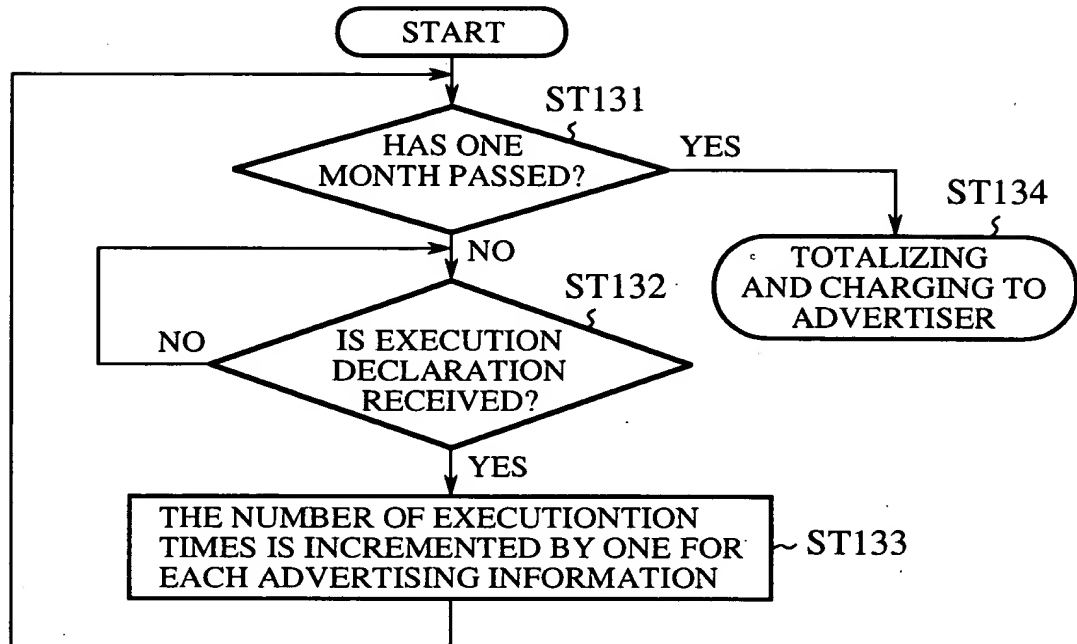 START
ST131
HAS ONE
MONTH PASSED?
YES
ST134
TOTALIZING
AND CHARGING TO
ADVERTISER
NO
ST132
NO
IS EXECUTION
DECLARATION
RECEIVED?
YES
THE NUMBER OF EXECUTIONTION
TIMES IS INCREMENTED BY ONE FOR
EACH ADVERTISING INFORMATION
ST133